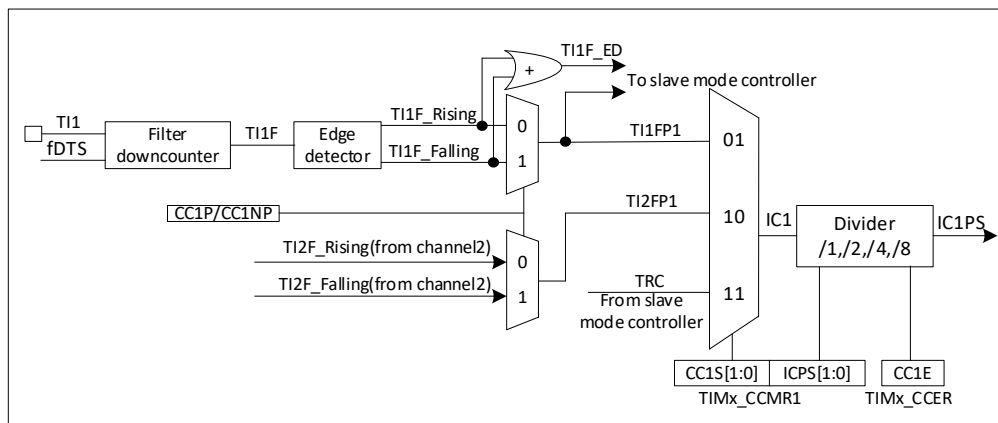 TI1F_ED
To slave mode controller
TI1
fDTS
Filter
downcounter
TI1F
Edge
detector
TI1F_Rising
TI1F_Falling
+
0
1
TI1FP1
01
CC1P/CC1NP
TI2FP1
10
IC1
Divider
/1,/2,/4,/8
IC1PS
TI2F_Rising(from channel2)
TI2F_Falling(from channel2)
0
1
TRC
From slave
mode controller
11
CC1S[1:0]
ICPS[1:0]
CC1E
TIMx_CCMR1
TIMx_CCER